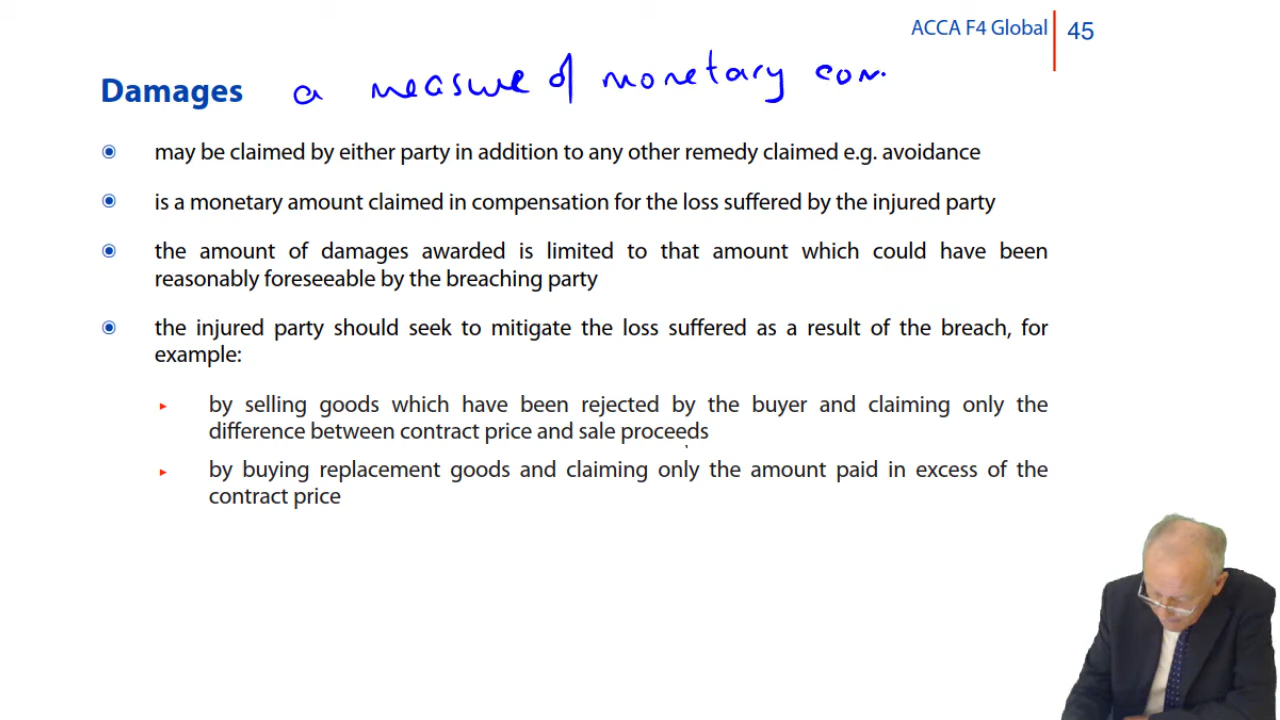 ACCA F4 Global 45
Damages a measure of monetary com
may be claimed by either party in addition to any other remedy claimed e.g. avoidance
is a monetary amount claimed in compensation for the loss suffered by the injured party
the amount of damages awarded is limited to that amount which could have been
reasonably foreseeable by the breaching party
the injured party should seek to mitigate the loss suffered as a result of the breach, for
example:
by selling goods which have been rejected by the buyer and claiming only the
difference between contract price and sale proceeds
by buying replacement goods and claiming only the amount paid in excess of the
contract price